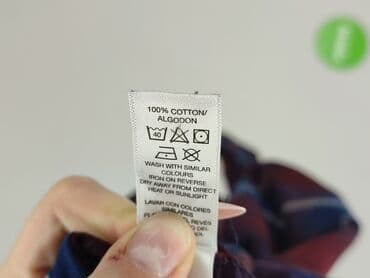 100% COTTON/
ALGODON
40
WASH WITH SIMILAR
COLOURS
IRON ON REVERSE
DRY AWAY FROM DIRECT
HEAT OR SUNLIGHT
LAVAR CON COLORES
SIMILARES